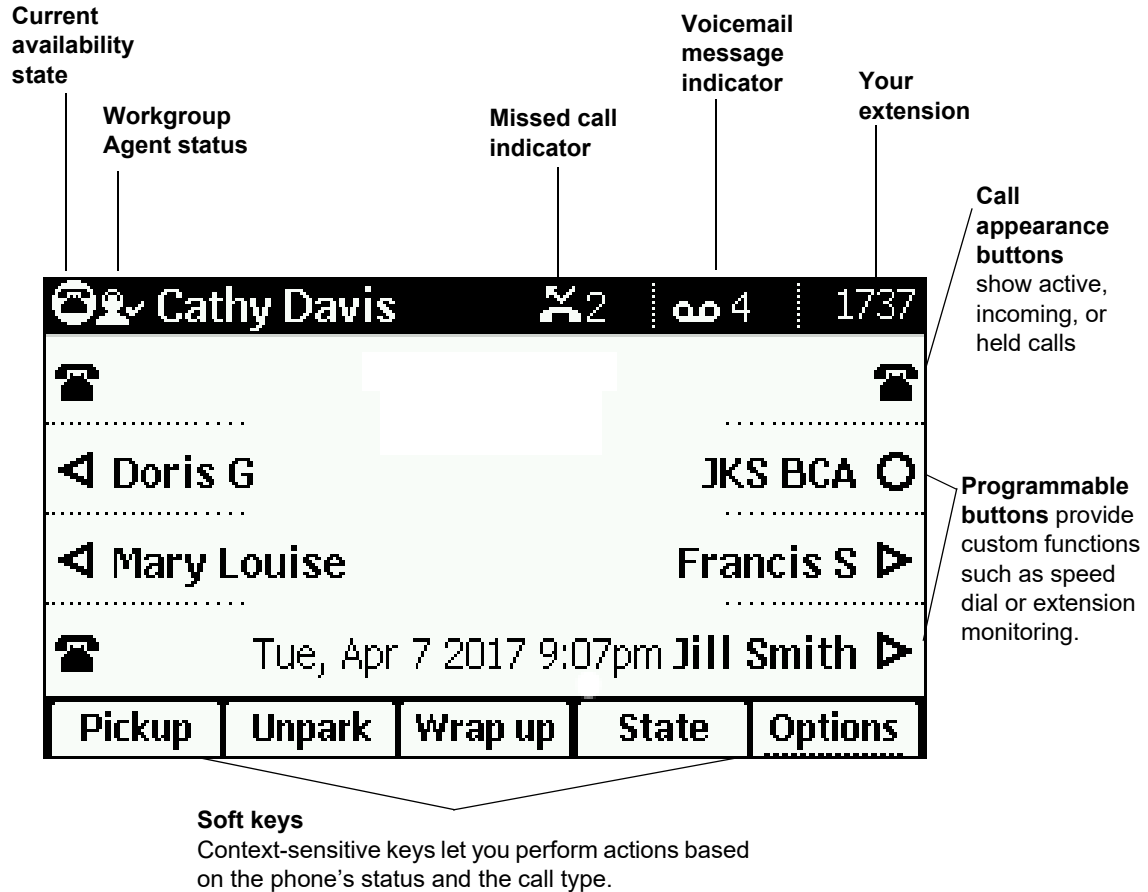 Current
availability
state
Workgroup
Agent status
Missed call
indicator
Voicemail
message
indicator
Your
extension
Call
appearance
buttons
show active,
incoming, or
held calls
Cathy Davis 2 4 1737
Doris G JKS BCA
Mary Louise Francis S
Tue, Apr 7 2017 9:07pm Jill Smith
Pickup Unpark Wrap up State Options
Programmable
buttons provide
custom functions
such as speed
dial or extension
monitoring.
Soft keys
Context-sensitive keys let you perform actions based
on the phone's status and the call type.